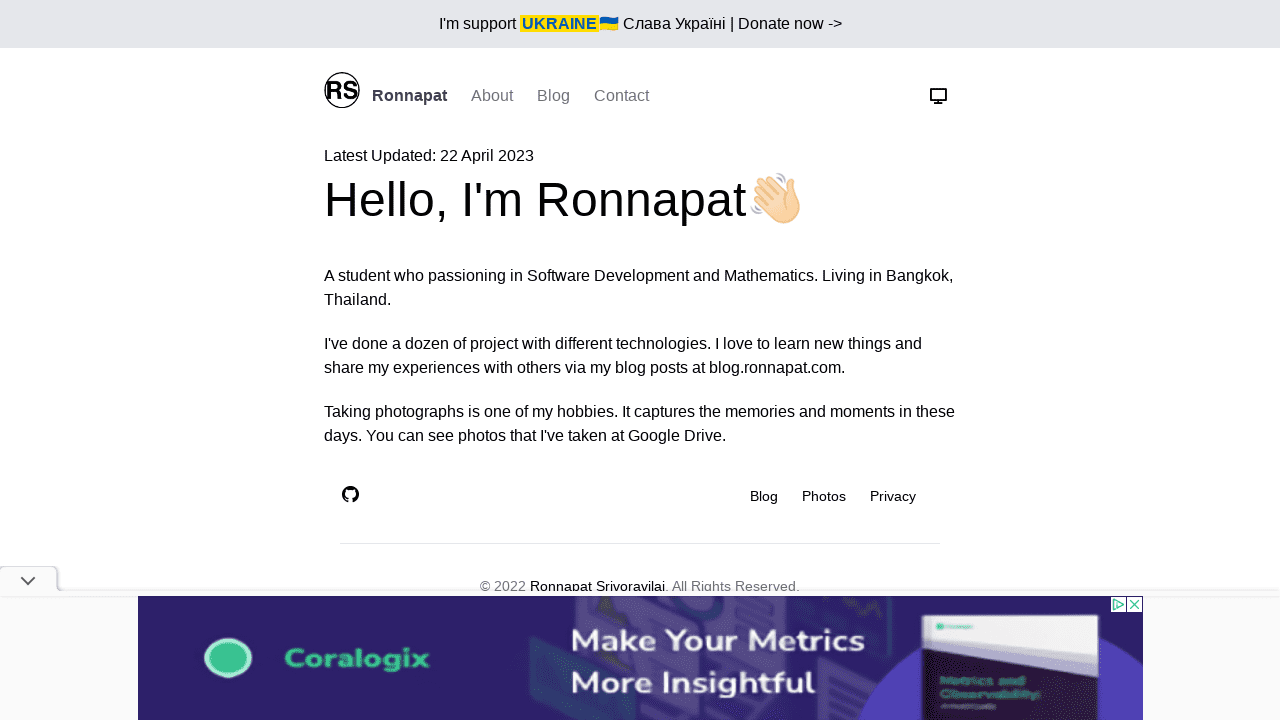 I'm support UKRAINE🇺🇦 Слава Україні | Donate now ->
RS Ronnapat About Blog Contact
Latest Updated: 22 April 2023
Hello, I'm Ronnapat👋🏻
A student who passioning in Software Development and Mathematics. Living in Bangkok,
Thailand.
I've done a dozen of project with different technologies. I love to learn new things and
share my experiences with others via my blog posts at blog.ronnapat.com.
Taking photographs is one of my hobbies. It captures the memories and moments in these
days. You can see photos that I've taken at Google Drive.
Blog Photos Privacy
© 2022 Ronnapat Srivoravilai. All Rights Reserved.
Coralogix
Make Your Metrics
More Insightful
Coralogix
Metrics and
Observability: